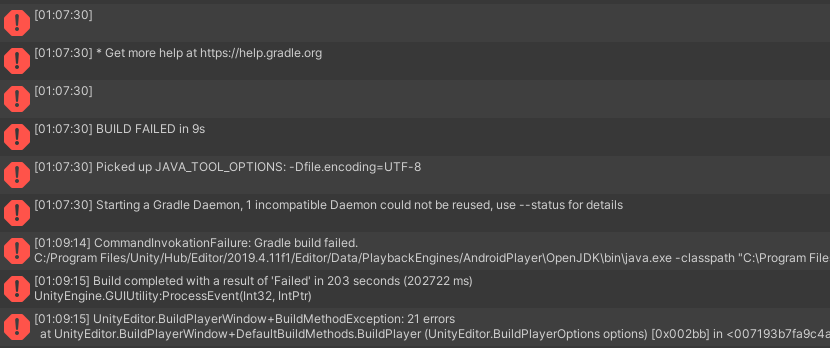 [01:07:30]
[01:07:30] * Get more help at https://help.gradle.org
[01:07:30]
[01:07:30] BUILD FAILED in 9s
[01:07:30] Picked up JAVA_TOOL_OPTIONS: -Dfile.encoding=UTF-8
[01:07:30] Starting a Gradle Daemon, 1 incompatible Daemon could not be reused, use --status for details
[01:09:14] CommandInvokationFailure: Gradle build failed.
C:/Program Files/Unity/Hub/Editor/2019.4.11f1/Editor/Data/PlaybackEngines/AndroidPlayer\OpenJDK\bin\java.exe -classpath "C:\Program File
[01:09:15] Build completed with a result of 'Failed' in 203 seconds (202722 ms)
UnityEngine.GUIUtility:ProcessEvent(Int32, IntPtr)
[01:09:15] UnityEditor.BuildPlayerWindow+BuildMethodException: 21 errors
at UnityEditor.BuildPlayerWindow+DefaultBuildMethods.BuildPlayer (UnityEditor.BuildPlayerOptions options) [0x002bb] in <007193b7fa9c4a